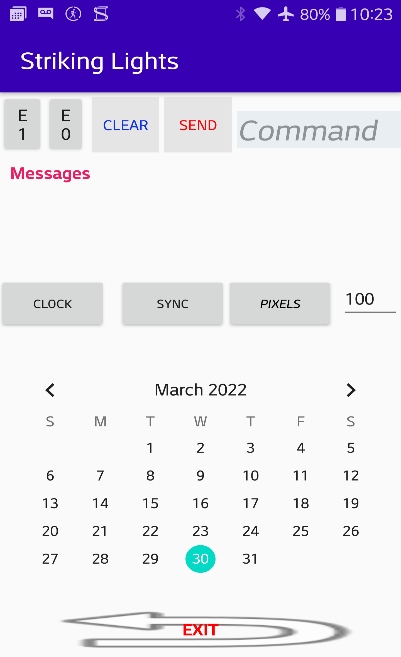 80% 10:23
Striking Lights
E 1 E 0 CLEAR SEND Command
Messages
CLOCK SYNC PIXELS 100
March 2022
S M T W T F S
1 2 3 4 5
6 7 8 9 10 11 12
13 14 15 16 17 18 19
20 21 22 23 24 25 26
27 28 29 30 31
EXIT